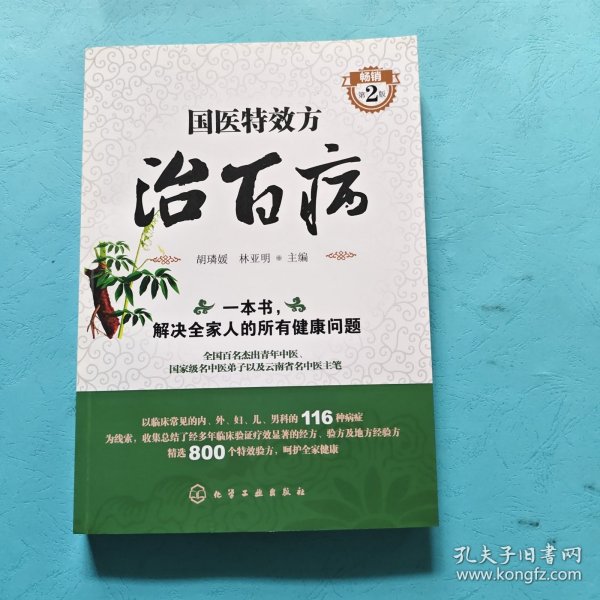 畅销
第2版
国医特效方
治百病
胡璘媛 林亚明 主编
一本书，
解决全家人的所有健康问题
全国百名杰出青年中医、
国家级名中医弟子以及云南省名中医主笔
以临床常见的内、外、妇、儿、男科的116种病症
为线索，收集总结了经多年临床验证疗效显著的经方、验方及地方经验方
精选800个特效验方，呵护全家健康
化学工业出版社
孔夫子旧书网
www.kongfz.com